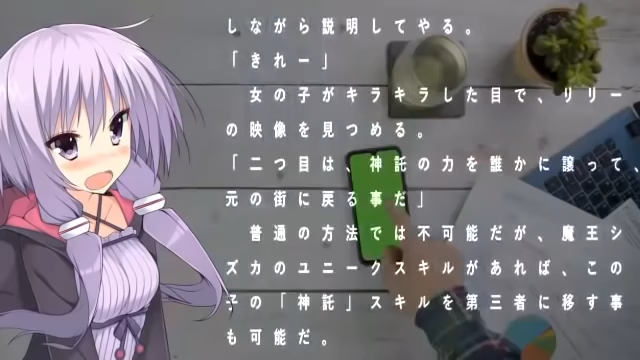 しながら説明してやる。
「きれー」
　女の子がキラキラした目で、リリー
の映像を見つめる。
「二つ目は、神託の力を誰かに譲って、
元の街に戻る事だ」
　普通の方法では不可能だが、魔王シ
ズカのユニークスキルがあれば、この
子の「神託」スキルを第三者に移す事
も可能だ。